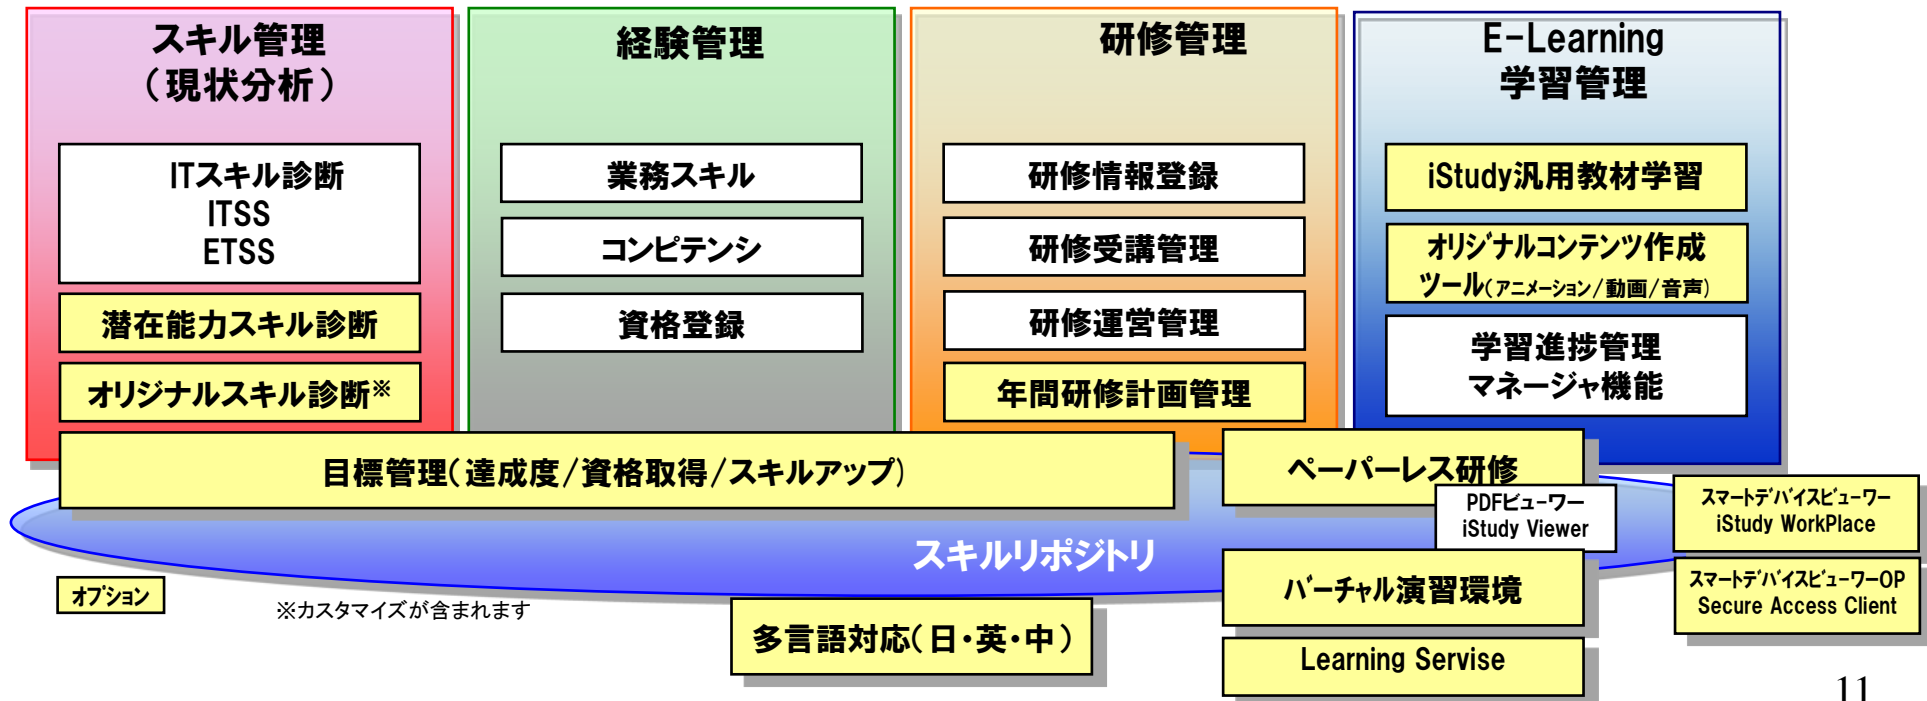 スキル管理
（現状分析）
ITスキル診断
ITSS
ETSS
潜在能力スキル診断
オリジナルスキル診断※
経験管理
業務スキル
コンピテンシ
資格登録
研修管理
研修情報登録
研修受講管理
研修運営管理
年間研修計画管理
E-Learning
学習管理
iStudy汎用教材学習
オリジナルコンテンツ作成
ツール(アニメーション/動画/音声)
学習進捗管理
マネージャ機能
目標管理(達成度/資格取得/スキルアップ)
ペーパーレス研修
PDFビューワー
iStudy Viewer
スマートデバイスビューワー
iStudy WorkPlace
スキルリポジトリ
バーチャル演習環境
スマートデバイスビューワーOP
Secure Access Client
オプション
※カスタマイズが含まれます
多言語対応(日・英・中)
Learning Servise
11